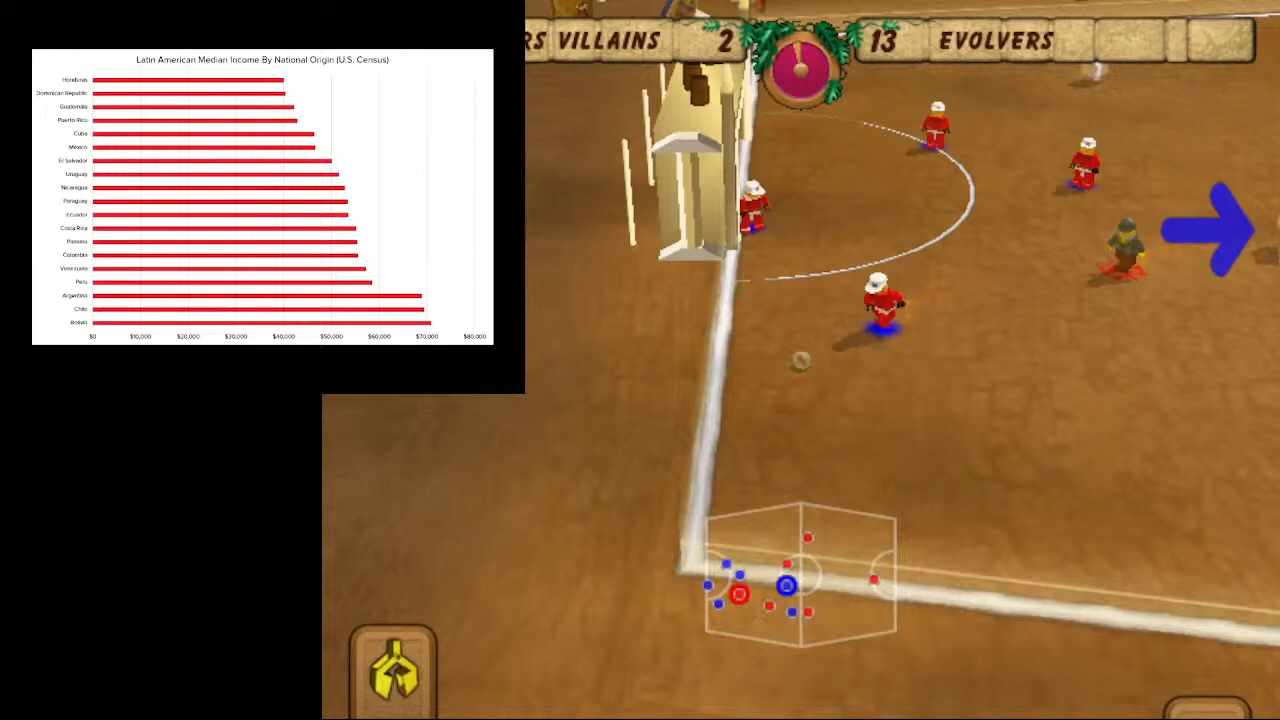 RS VILLAINS 2 13 EVOLVERS
Latin American Median Income By National Origin (U.S. Census)
Honduras
Dominican Republic
Guatemala
Puerto Rico
Cuba
Mexico
El Salvador
Uruguay
Nicaragua
Paraguay
Ecuador
Costa Rica
Panama
Colombia
Venezuela
Peru
Argentina
Chile
Bolivia
$0 $10,000 $20,000 $30,000 $40,000 $50,000 $60,000 $70,000 $80,000